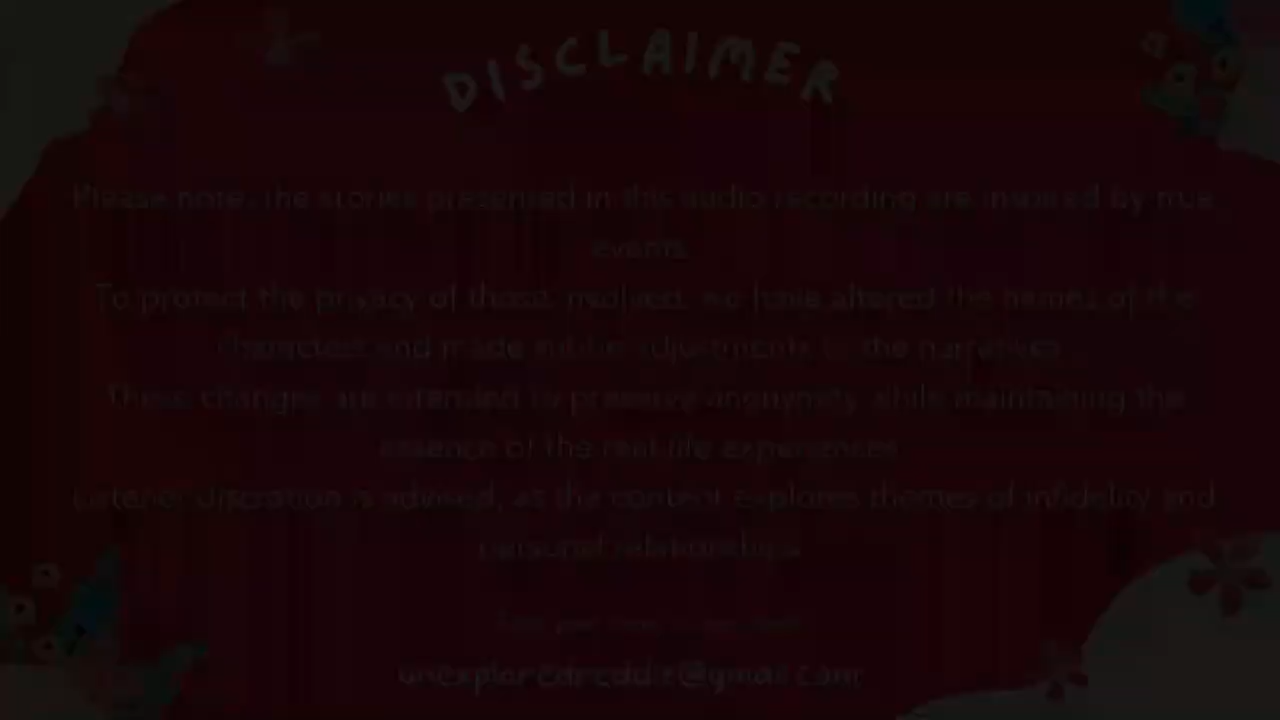 DISCLAIMER
Please note, the stories presented in this audio recording are inspired by true
events.
To protect the privacy of those involved, we have altered the names of the
characters and made minor adjustments to the narratives.
These changes are intended to preserve anonymity while maintaining the
essence of the real-life experiences.
Listener discretion is advised, as the content explores themes of infidelity and
personal relationships.
unexploredreddit@gmail.com